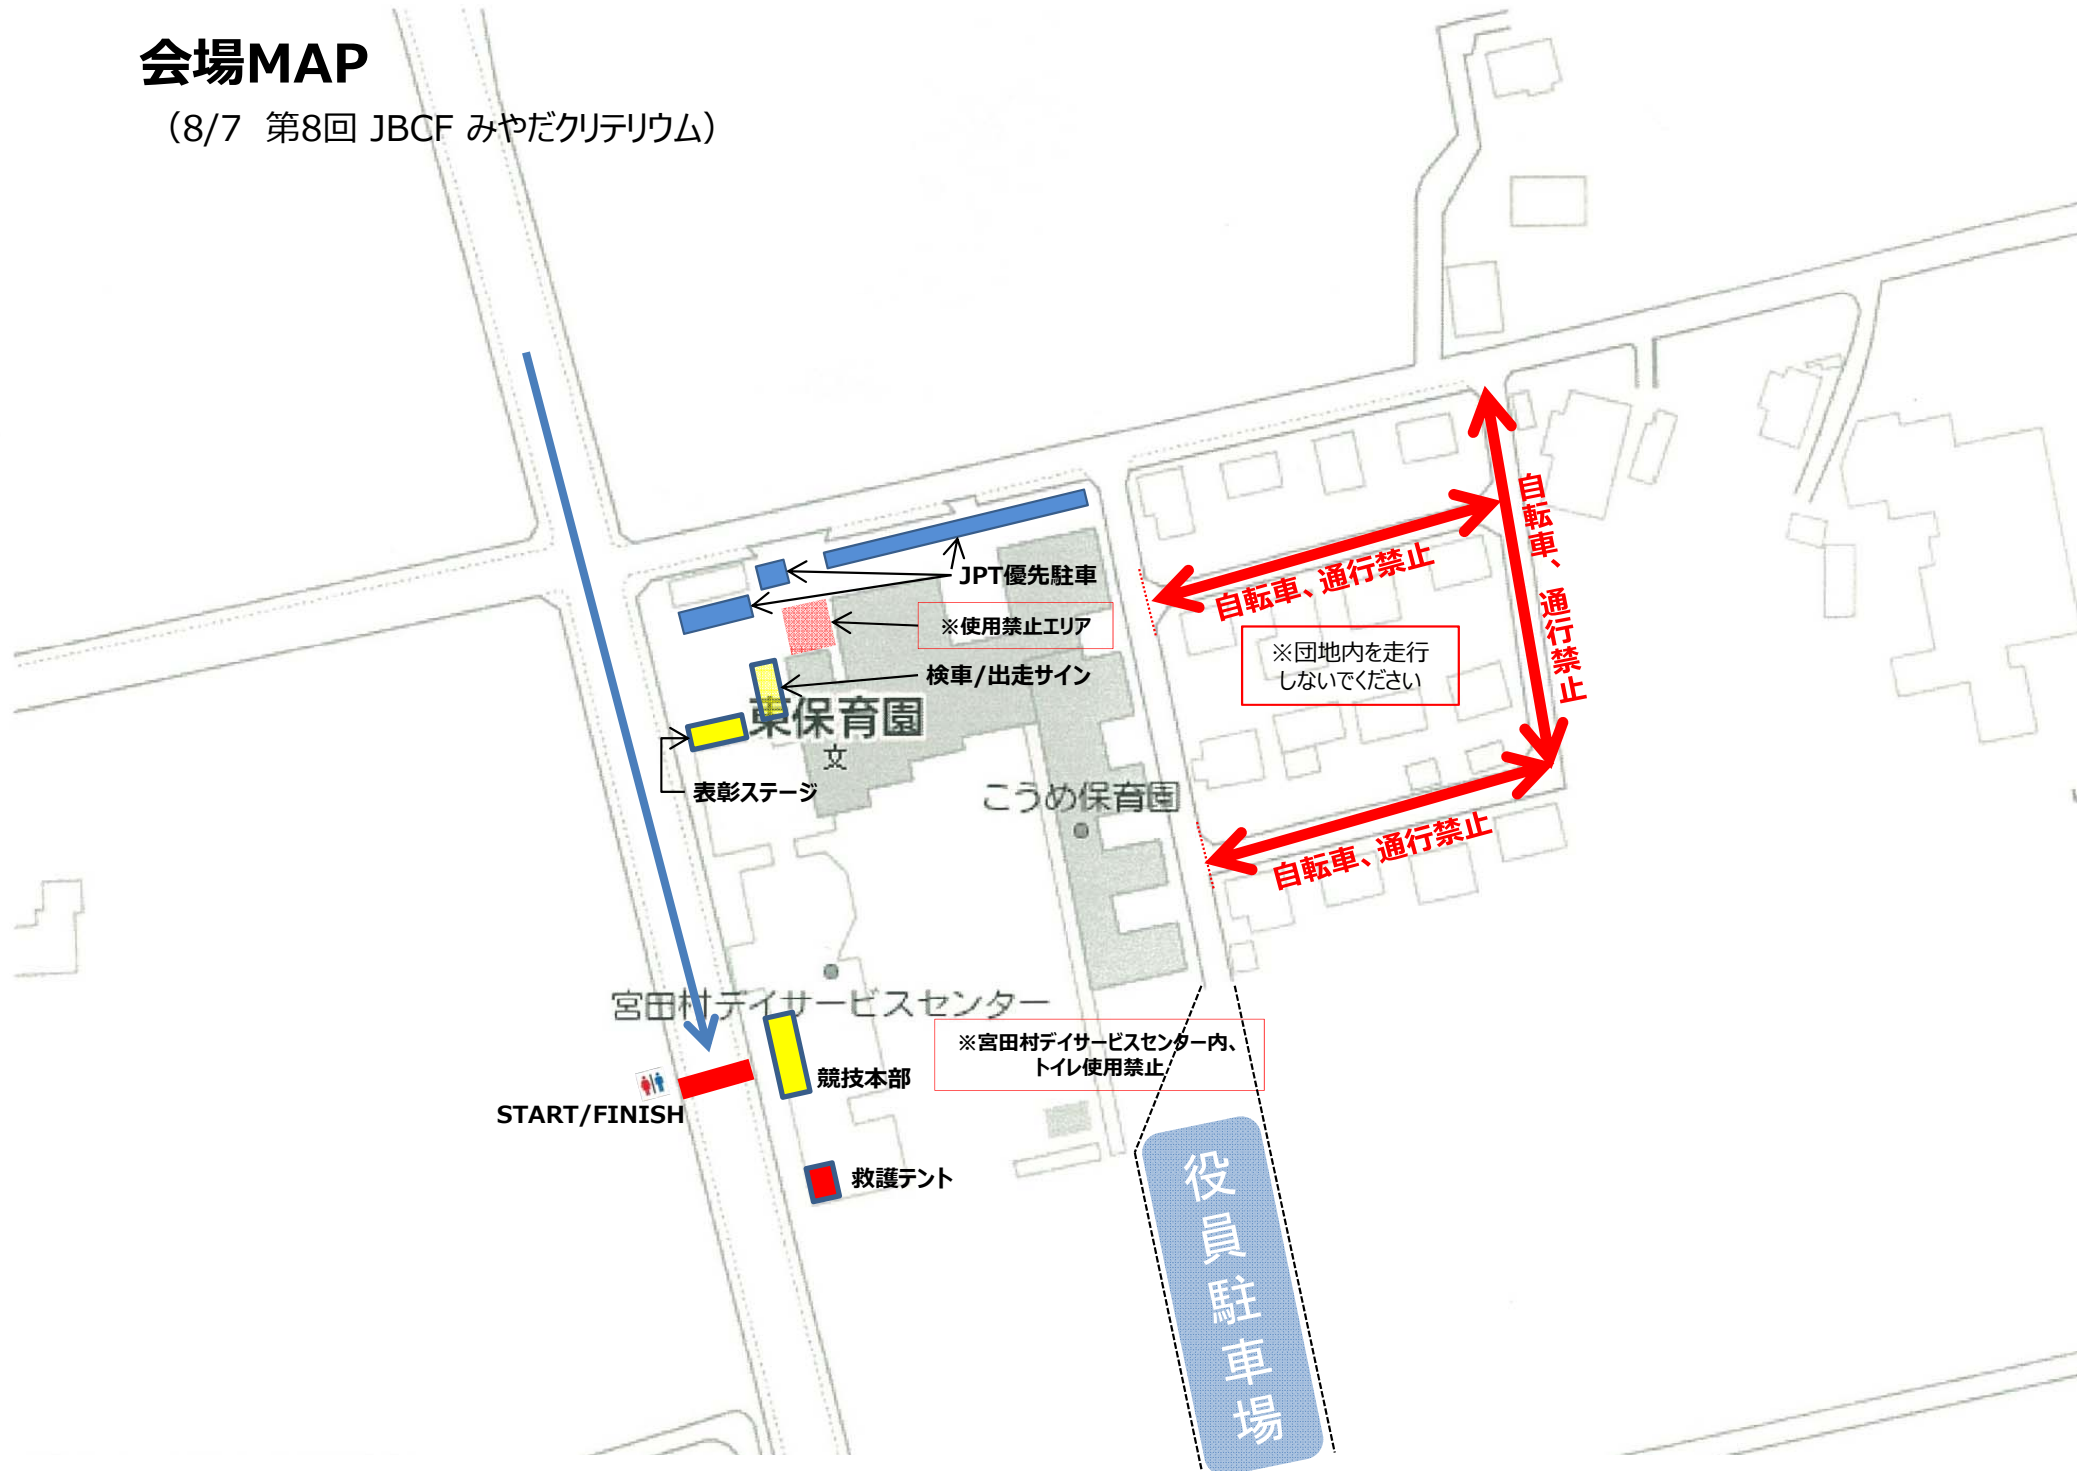 会場MAP
（8/7 第8回 JBCF みやだクリテリウム）
JPT優先駐車
※使用禁止エリア
検車/出走サイン
東保育園
文
表彰ステージ
こうめ保育園
自転車、通行禁止
自転車、通行禁止
※団地内を走行
しないでください
自転車、通行禁止
宮田村デイサービスセンター
※宮田村デイサービスセンター内、
トイレ使用禁止
競技本部
START/FINISH
救護テント
役員駐車場